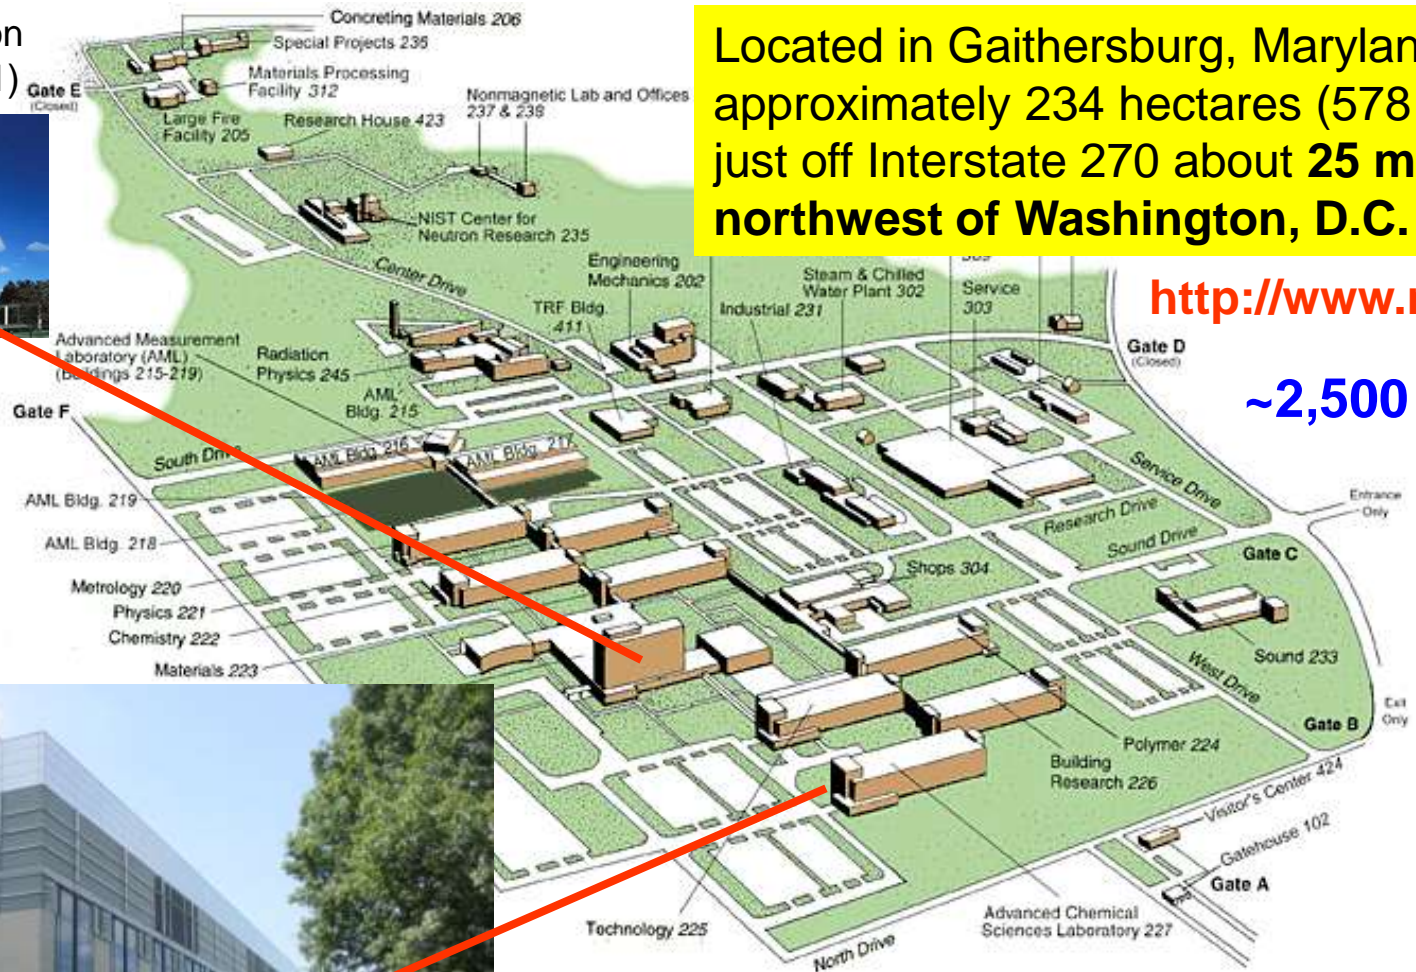 on
1)
Located in Gaithersburg, Marylan
approximately 234 hectares (578
just off Interstate 270 about 25 m
northwest of Washington, D.C.
http://www.
~2,500
Concreting Materials 206
Special Projects 236
Gate E
(Closed)
Materials Processing
Facility 312
Large Fire
Facility 205
Research House 423
Nonmagnetic Lab and Offices
237 & 238
NIST Center for
Neutron Research 235
Center Drive
Engineering
Mechanics 202
TRF Bldg.
411
Industrial 231
Steam & Chilled
Water Plant 302
Service
303
Gate D
(Closed)
Advanced Measurement
Laboratory (AML)
(Buildings 215-219)
Radiation
Physics 245
AML
Bldg. 215
Gate F
South Drive
AML Bldg. 216
AML Bldg. 217
AML Bldg. 219
AML Bldg. 218
Metrology 220
Physics 221
Chemistry 222
Materials 223
Service Drive
Research Drive
Sound Drive
Entrance
Only
Gate C
Shops 304
Sound 233
West Drive
Exit
Only
Gate B
Polymer 224
Building
Research 226
Visitor's Center 424
Gatehouse 102
Gate A
Technology 225
Advanced Chemical
Sciences Laboratory 227
North Drive